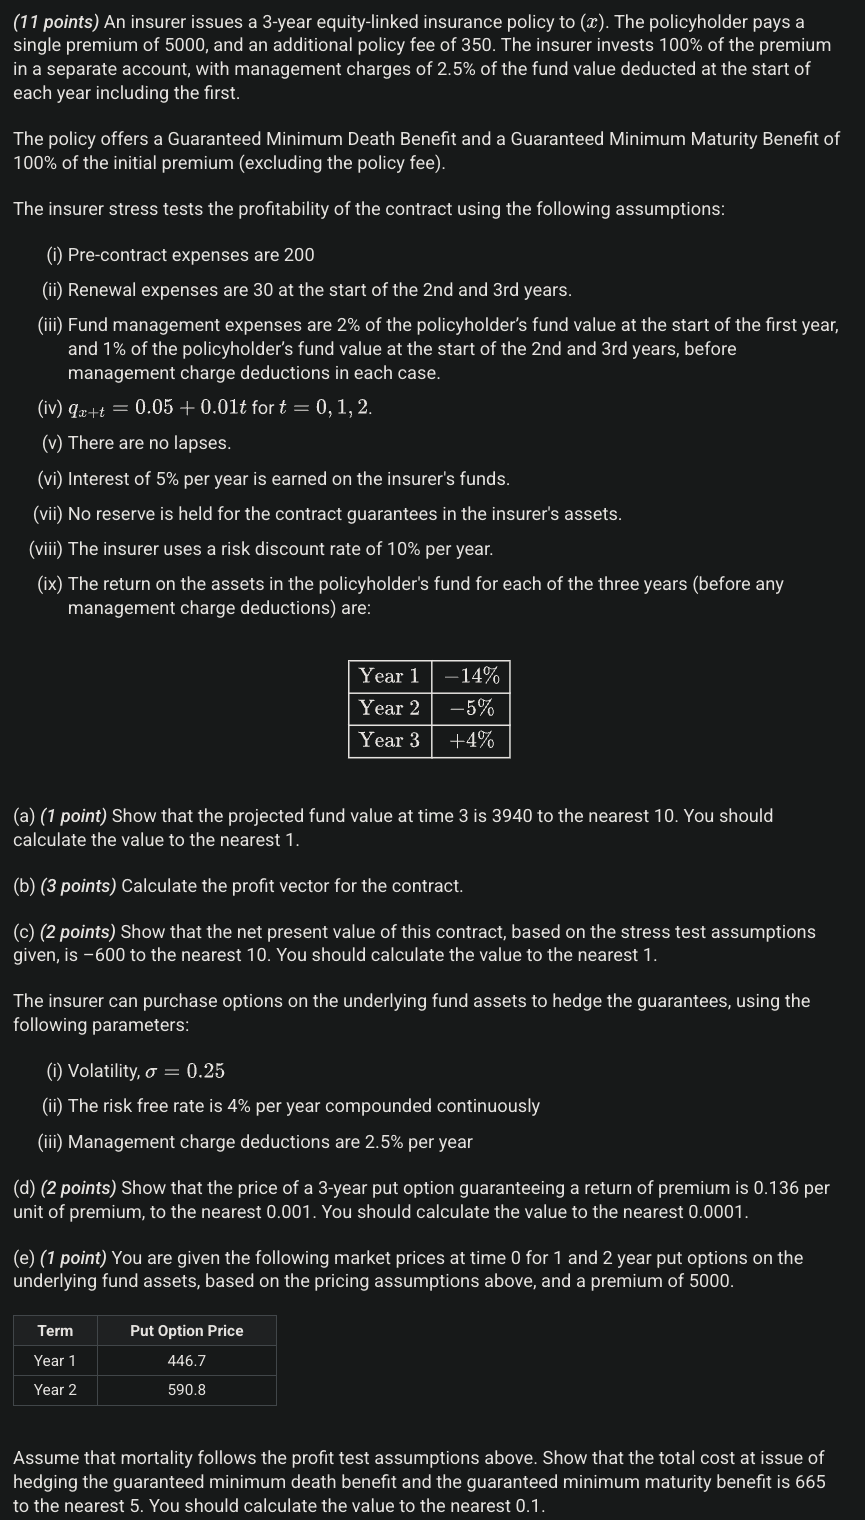 (11 points) An insurer issues a 3-year equity-linked insurance policy to (x). The policyholder pays a
single premium of 5000, and an additional policy fee of 350. The insurer invests 100% of the premium
in a separate account, with management charges of 2.5% of the fund value deducted at the start of
each year including the first.
The policy offers a Guaranteed Minimum Death Benefit and a Guaranteed Minimum Maturity Benefit of
100% of the initial premium (excluding the policy fee).
The insurer stress tests the profitability of the contract using the following assumptions:
(i) Pre-contract expenses are 200
(ii) Renewal expenses are 30 at the start of the 2nd and 3rd years.
(iii) Fund management expenses are 2% of the policyholder's fund value at the start of the first year,
and 1% of the policyholder's fund value at the start of the 2nd and 3rd years, before
management charge deductions in each case.
(iv) q_{x+t} = 0.05 + 0.01t for t = 0, 1, 2.
(v) There are no lapses.
(vi) Interest of 5% per year is earned on the insurer's funds.
(vii) No reserve is held for the contract guarantees in the insurer's assets.
(viii) The insurer uses a risk discount rate of 10% per year.
(ix) The return on the assets in the policyholder's fund for each of the three years (before any
management charge deductions) are:
Year 1 −14%
Year 2 −5%
Year 3 +4%
(a) (1 point) Show that the projected fund value at time 3 is 3940 to the nearest 10. You should
calculate the value to the nearest 1.
(b) (3 points) Calculate the profit vector for the contract.
(c) (2 points) Show that the net present value of this contract, based on the stress test assumptions
given, is −600 to the nearest 10. You should calculate the value to the nearest 1.
The insurer can purchase options on the underlying fund assets to hedge the guarantees, using the
following parameters:
(i) Volatility, σ = 0.25
(ii) The risk free rate is 4% per year compounded continuously
(iii) Management charge deductions are 2.5% per year
(d) (2 points) Show that the price of a 3-year put option guaranteeing a return of premium is 0.136 per
unit of premium, to the nearest 0.001. You should calculate the value to the nearest 0.0001.
(e) (1 point) You are given the following market prices at time 0 for 1 and 2 year put options on the
underlying fund assets, based on the pricing assumptions above, and a premium of 5000.
Term Put Option Price
Year 1 446.7
Year 2 590.8
Assume that mortality follows the profit test assumptions above. Show that the total cost at issue of
hedging the guaranteed minimum death benefit and the guaranteed minimum maturity benefit is 665
to the nearest 5. You should calculate the value to the nearest 0.1.